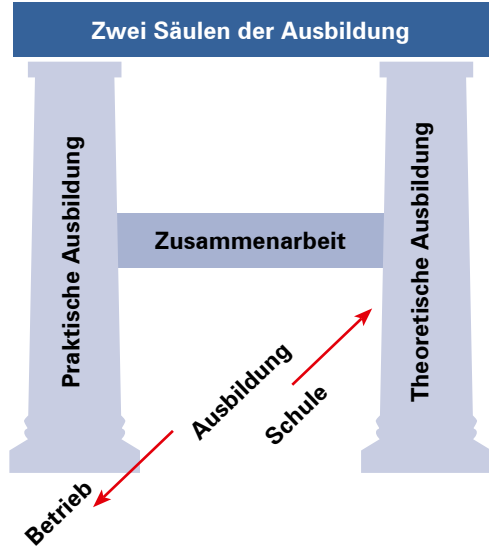 Zwei Säulen der Ausbildung
Praktische Ausbildung
Zusammenarbeit
Theoretische Ausbildung
Ausbildung
Schule
Betrieb